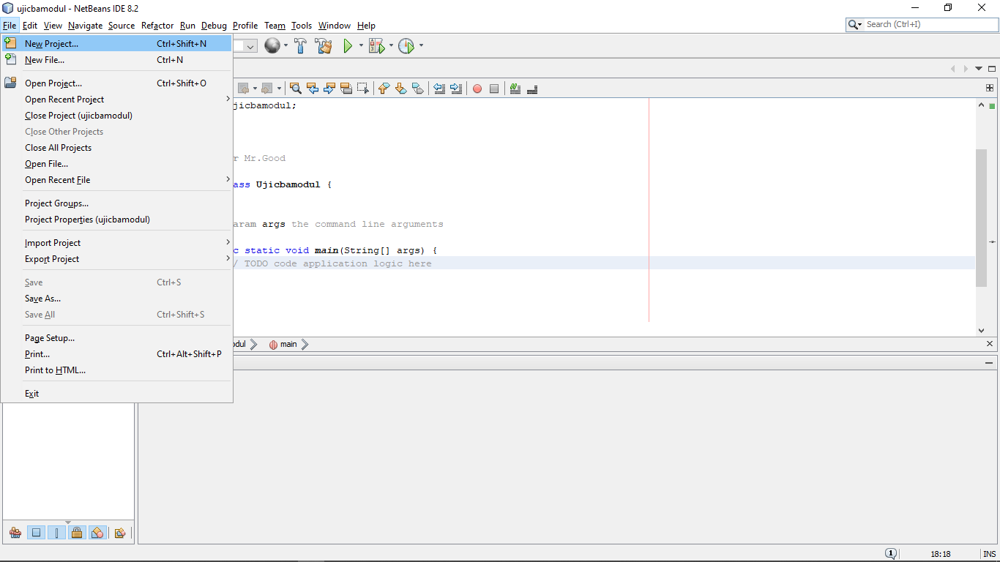 ujicbamodul - NetBeans IDE 8.2
File Edit View Navigate Source Refactor Run Debug Profile Team Tools Window Help
Search (Ctrl+I)
New Project... Ctrl+Shift+N
New File... Ctrl+N
Open Project... Ctrl+Shift+O
Open Recent Project
Close Project (ujicbamodul)
Close Other Projects
Close All Projects
Open File...
Open Recent File
Project Groups...
Project Properties (ujicbamodul)
Import Project
Export Project
Save Ctrl+S
Save As...
Save All Ctrl+Shift+S
Page Setup...
Print... Ctrl+Alt+Shift+P
Print to HTML...
Exit
jicbamodul;
r Mr.Good
ass Ujicbamodul {
aram args the command line arguments
c static void main(String[] args) {
/ TODO code application logic here
odul main
1 18:18 INS